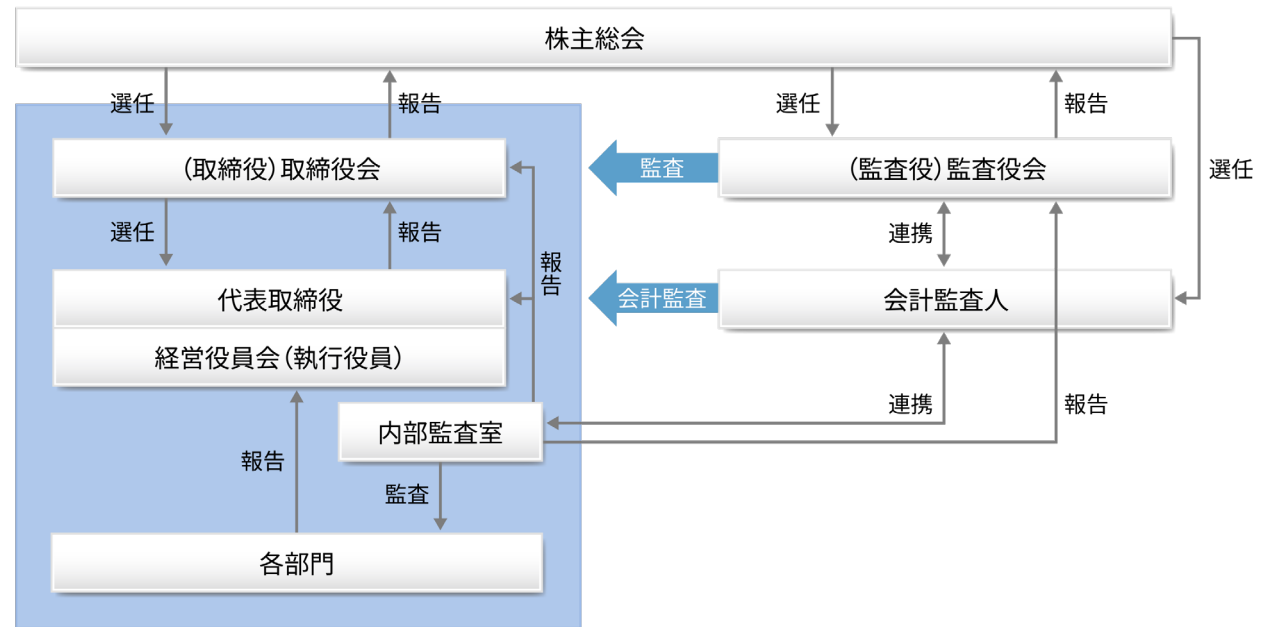 株主総会
選任
報告
選任
報告
選任
(取締役)取締役会
監査
(監査役)監査役会
選任
報告
報告
連携
代表取締役
会計監査
会計監査人
経営役員会(執行役員)
連携
報告
内部監査室
報告
監査
各部門